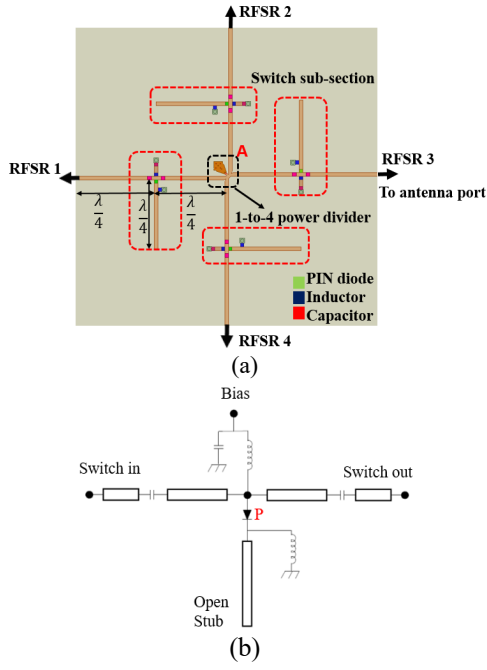 RFSR 2
Switch sub-section
A
RFSR 1
RFSR 3
To antenna port
λ/4
λ/4
λ/4
1-to-4 power divider
PIN diode
Inductor
Capacitor
RFSR 4
(a)
Bias
Switch in
Switch out
P
Open
Stub
(b)